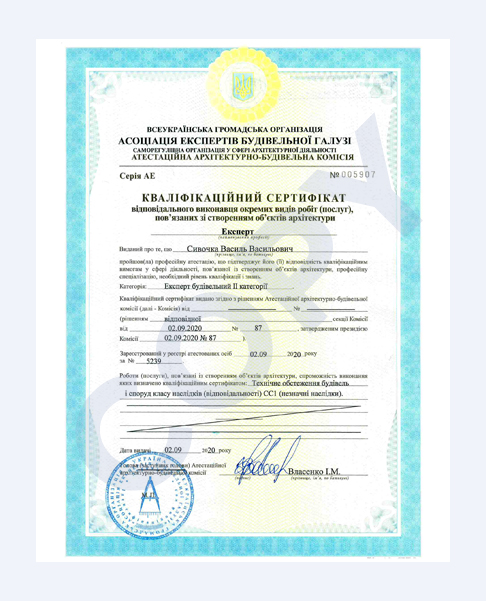 ВСЕУКРАЇНСЬКА ГРОМАДСЬКА ОРГАНІЗАЦІЯ
АСОЦІАЦІЯ ЕКСПЕРТІВ БУДІВЕЛЬНОЇ ГАЛУЗІ
САМОРЕГУЛІВНА ОРГАНІЗАЦІЯ У СФЕРІ АРХІТЕКТУРНОЇ ДІЯЛЬНОСТІ
АТЕСТАЦІЙНА АРХІТЕКТУРНО-БУДІВЕЛЬНА КОМІСІЯ
Серія АЕ № 005907
КВАЛІФІКАЦІЙНИЙ СЕРТИФІКАТ
відповідального виконавця окремих видів робіт (послуг),
пов'язаних зі створенням об'єктів архітектури
Експерт
(найменування професії)
Виданий про те, що Сивочка Василь Васильович
(прізвище, ім'я, по батькові)
пройшов(ла) професійну атестацію, що підтверджує його (її) відповідність кваліфікаційним
вимогам у сфері діяльності, пов'язаної із створенням об'єктів архітектури, професійну
спеціалізацію, необхідний рівень кваліфікації і знань.
Категорія: Експерт будівельний II категорії
Кваліфікаційний сертифікат видано згідно з рішенням Атестаційної архітектурно-будівельної
комісії (далі - Комісія) від №
(рішенням відповідної секції Комісії
від 02.09.2020 № 87 , затвердженим президією
Комісії 02.09.2020 № 87 )
Зареєстрований у реєстрі атестованих осіб 02.09 2020 року
за № 5239
Роботи (послуги), пов'язані із створенням об'єктів архітектури, спроможність виконання
яких визначено кваліфікаційним сертифікатом: Технічне обстеження будівель
і споруд класу наслідків (відповідальності) СС1 (незначні наслідки).
Дата видачі 02.09 2020 року
Голова (заступник голови) Атестаційної
архітектурно-будівельної комісії Власенко І.М.
(підпис) (прізвище, ім'я, по батькові)
М.П.
COPY